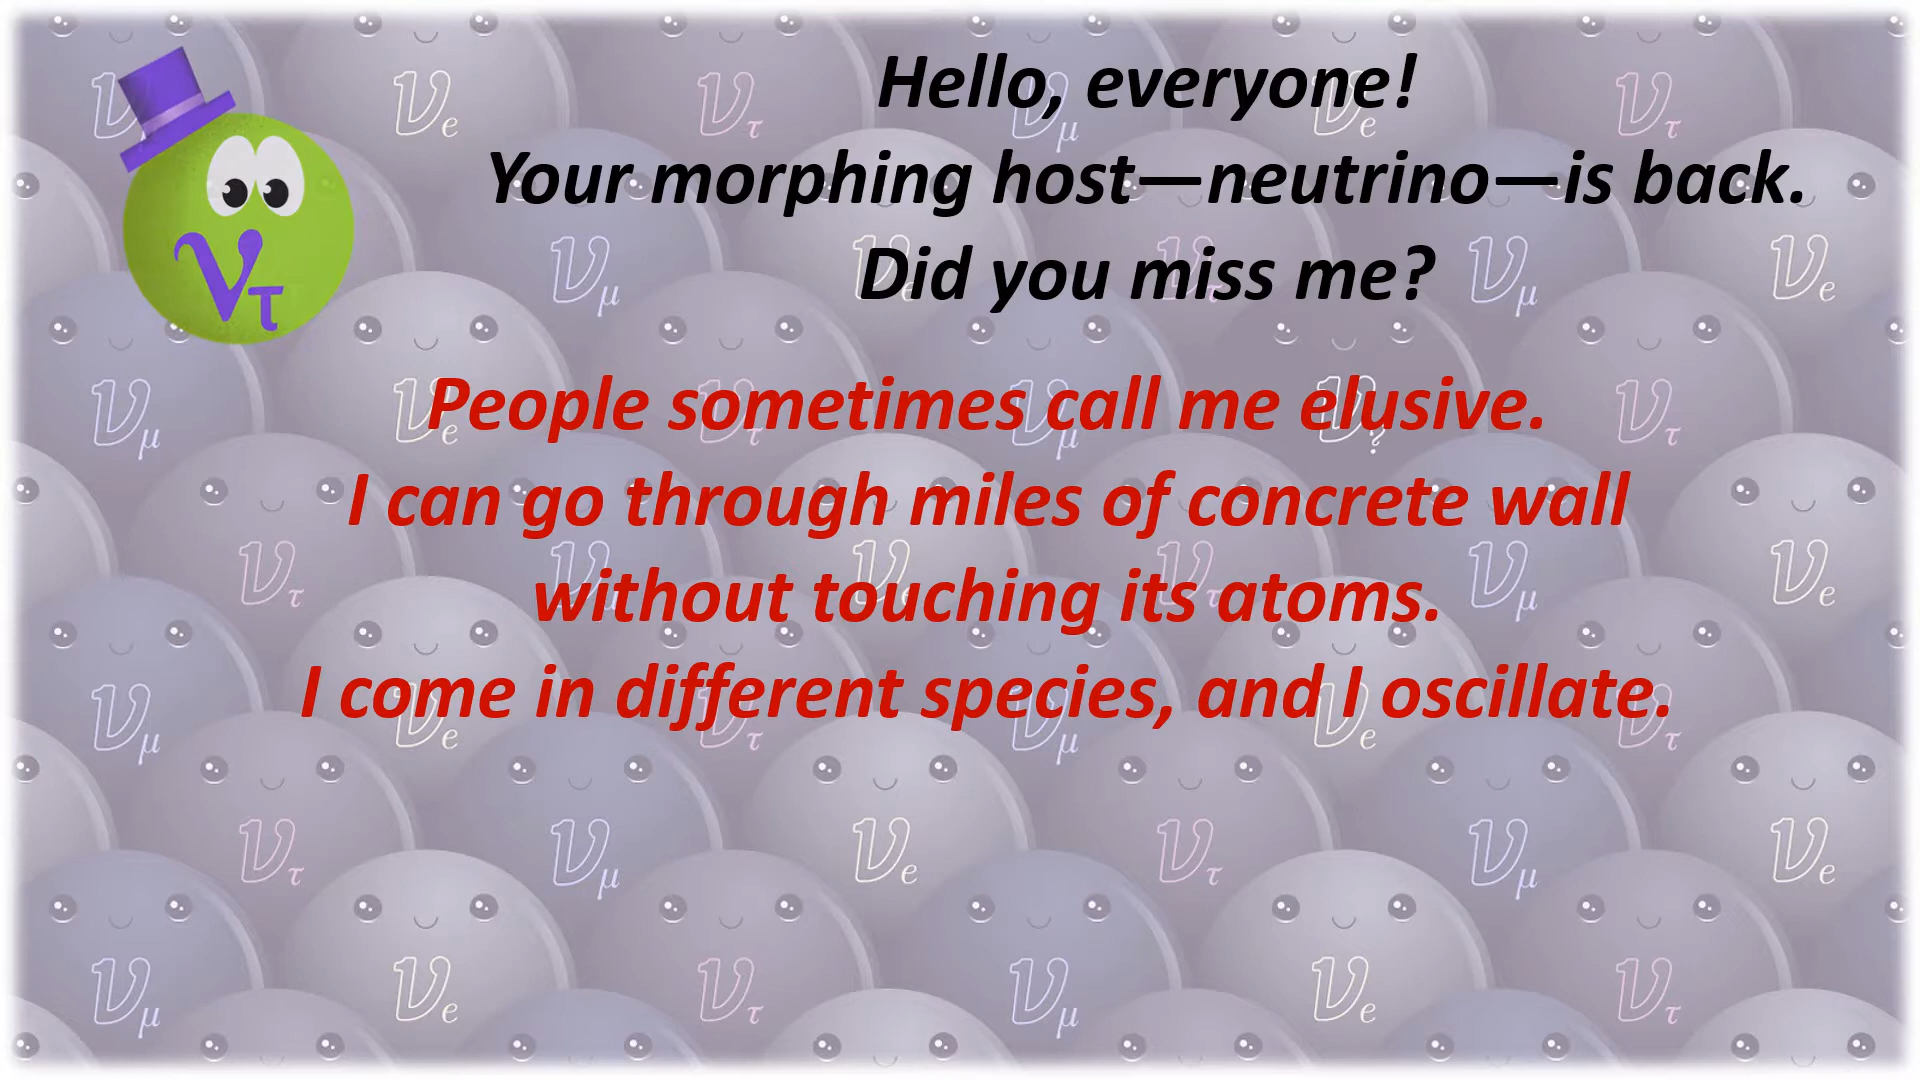 Hello, everyone!
Your morphing host—neutrino—is back.
Did you miss me?
ντ
People sometimes call me elusive.
I can go through miles of concrete wall
without touching its atoms.
I come in different species, and I oscillate.